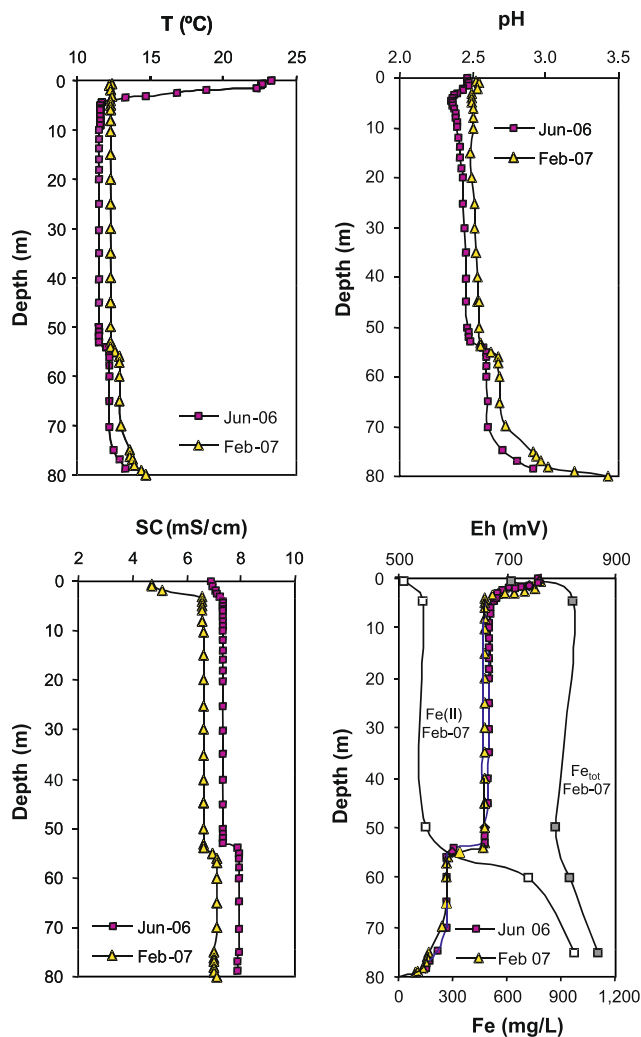 T (ºC)
5 10 15 20 25
0
10
20
30
40
50
60
70
80
Depth (m)
Jun-06
Feb-07
pH
2.0 2.5 3.0 3.5
0
10
20
30
40
50
60
70
80
Depth (m)
Jun-06
Feb-07
SC (mS/cm)
2 4 6 8 10
0
10
20
30
40
50
60
70
80
Depth (m)
Jun-06
Feb-07
Eh (mV)
500 700 900
0
10
20
30
40
50
60
70
80
Depth (m)
Fe(II)
Feb-07
Fetot
Feb-07
Jun 06
Feb 07
0 300 600 900 1,200
Fe (mg/L)